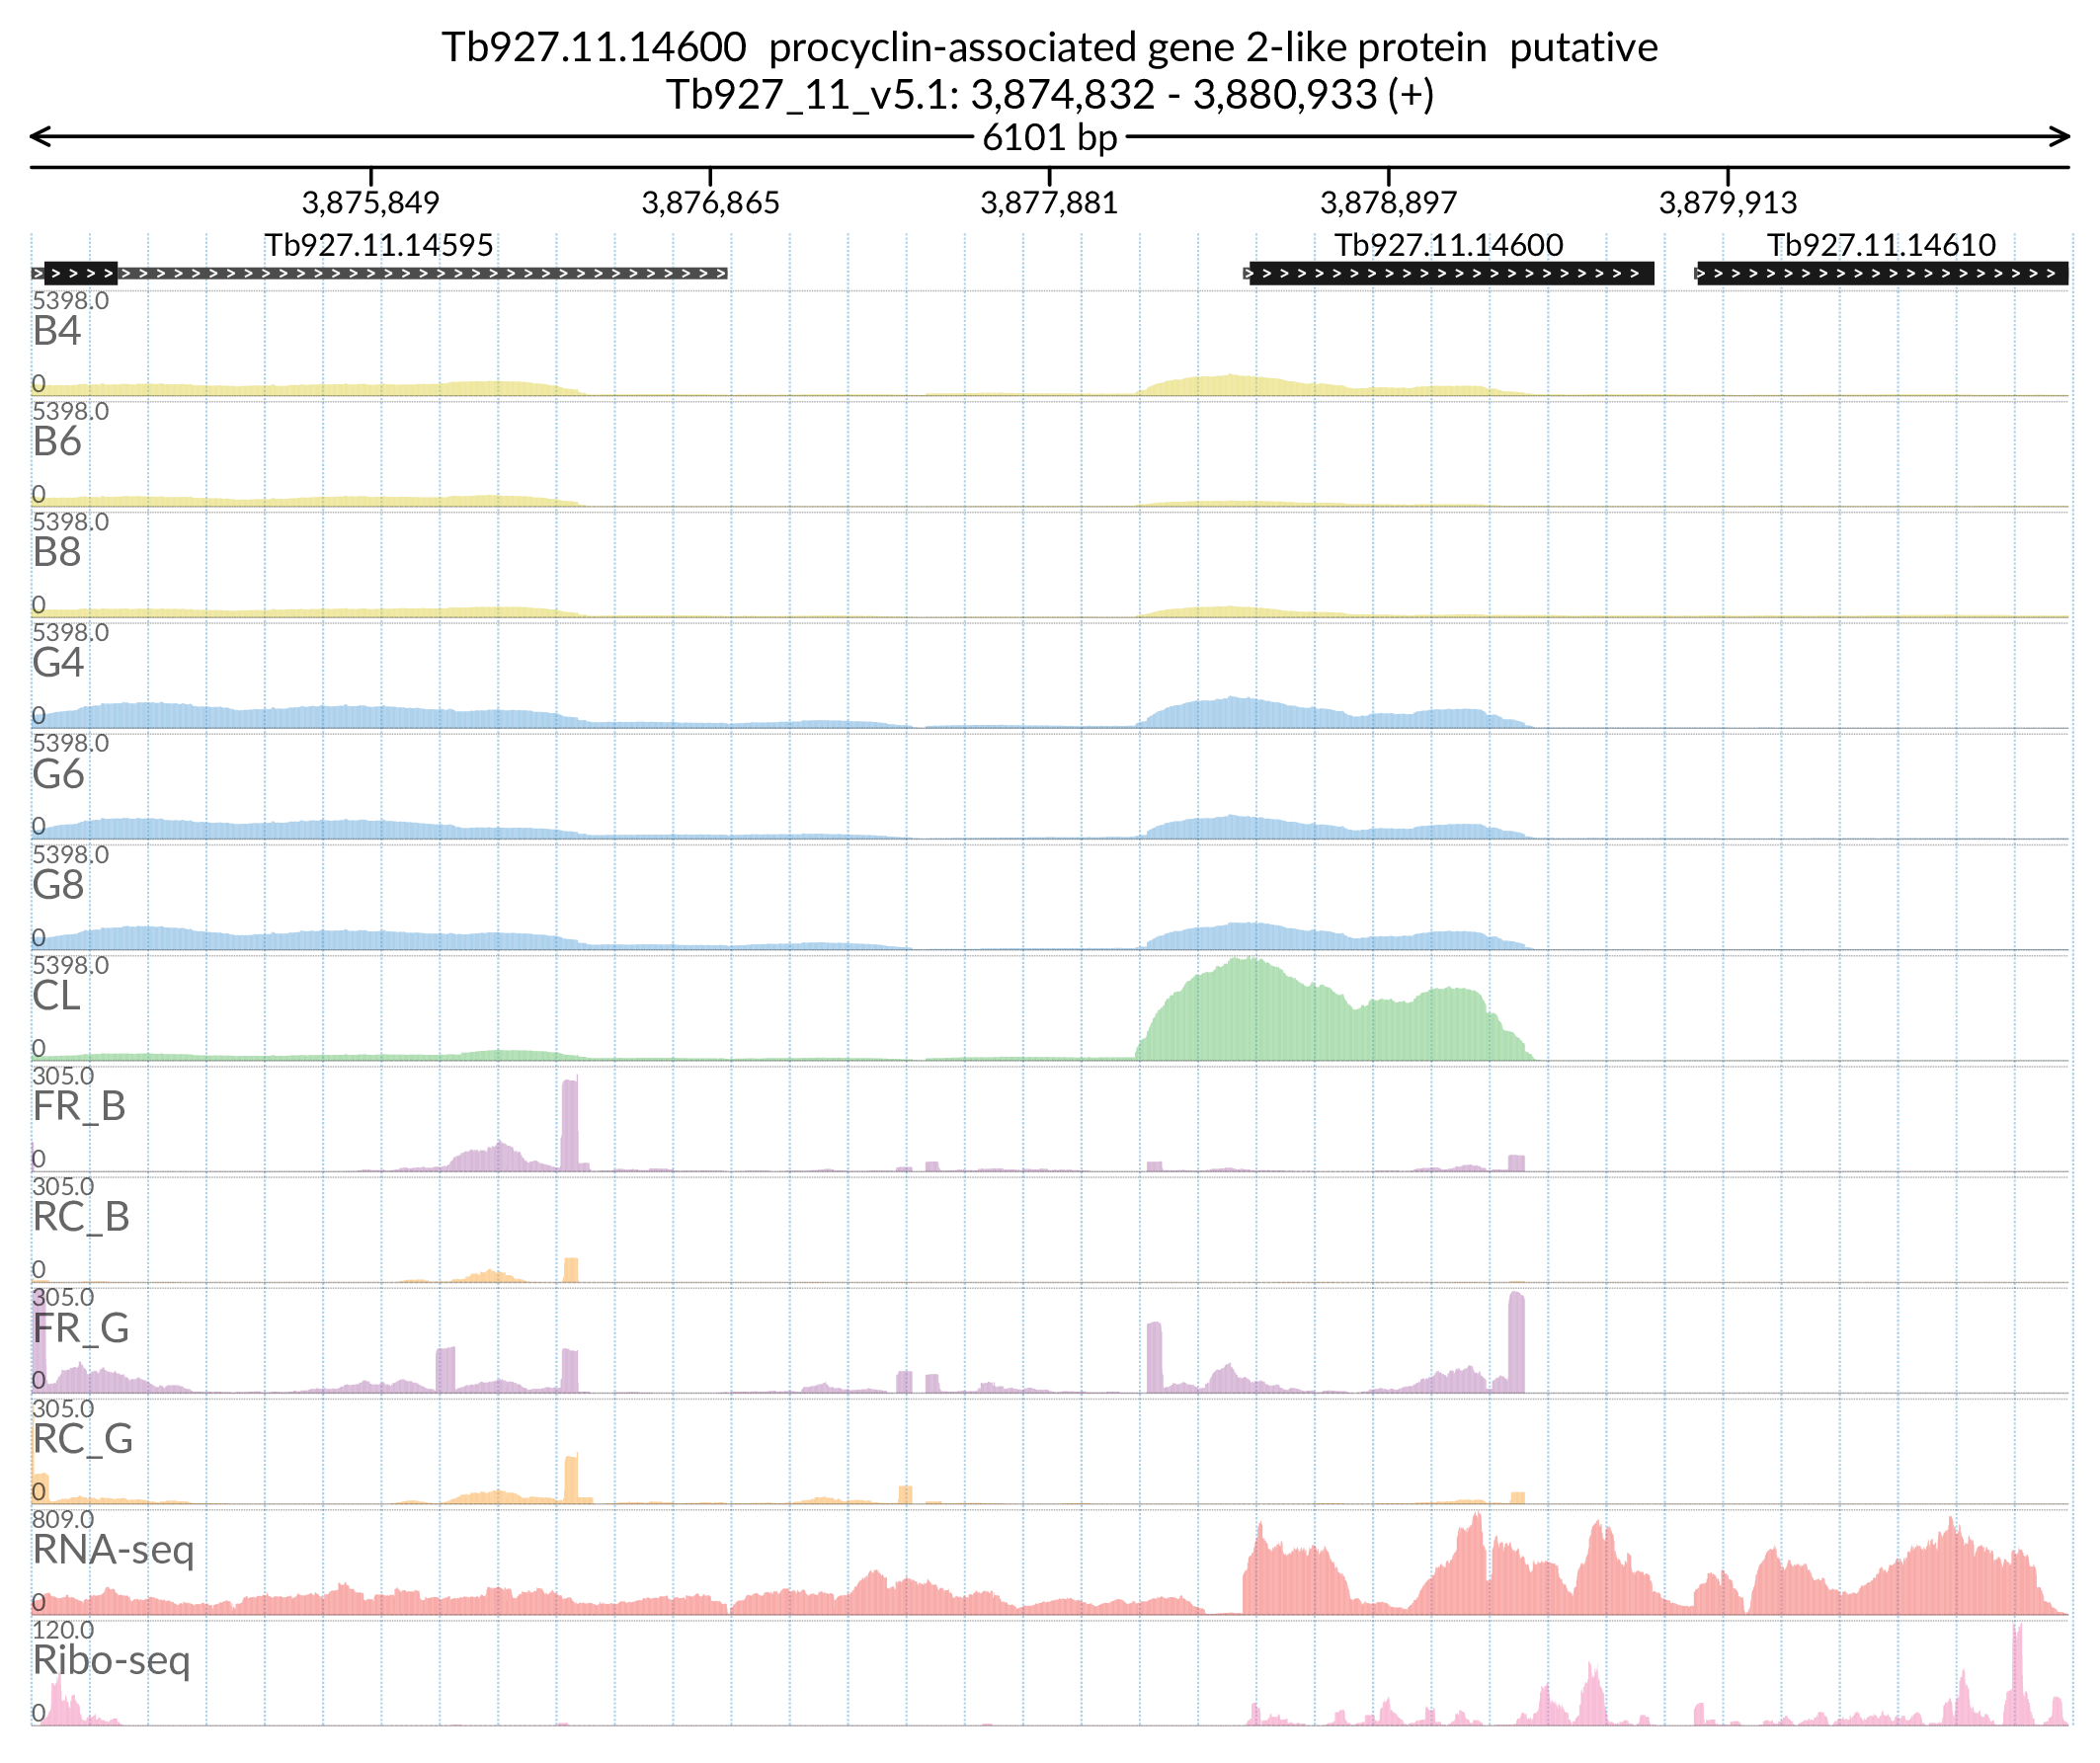 Tb927.11.14600  procyclin-associated gene 2-like protein  putative
Tb927_11_v5.1: 3,874,832 - 3,880,933 (+)
6101 bp
3,875,849 3,876,865 3,877,881 3,878,897 3,879,913
Tb927.11.14595 Tb927.11.14600 Tb927.11.14610
5398.0
B4
0
5398.0
B6
0
5398.0
B8
0
5398.0
G4
0
5398.0
G6
0
5398.0
G8
0
5398.0
CL
0
305.0
FR_B
0
305.0
RC_B
0
305.0
FR_G
0
305.0
RC_G
0
809.0
RNA-seq
0
120.0
Ribo-seq
0